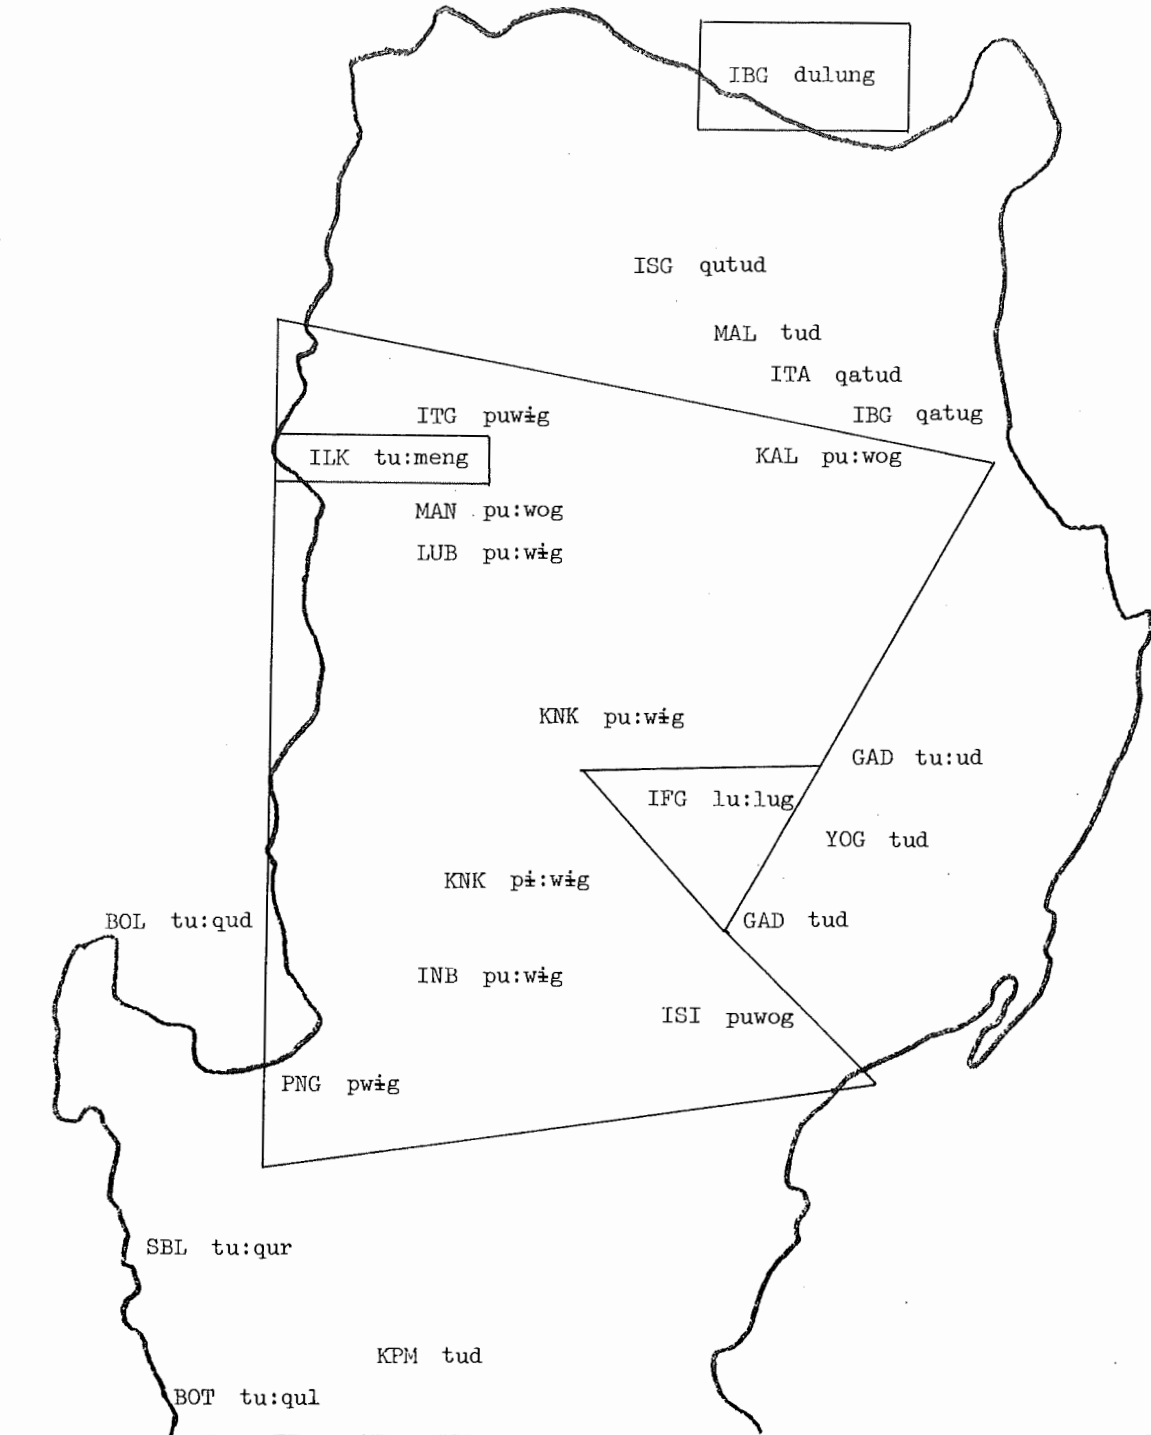 IBG dulung
ISG qutud
MAL tud
ITA qatud
IBG qatug
ITG puwɨg
KAL pu:wog
ILK tu:meng
MAN pu:wog
LUB pu:wɨg
KNK pu:wɨg
GAD tu:ud
IFG lu:lug
YOG tud
KNK pɨ:wɨg
BOL tu:qud
GAD tud
INB pu:wɨg
ISI puwog
PNG pwɨg
SBL tu:qur
KPM tud
BOT tu:qul